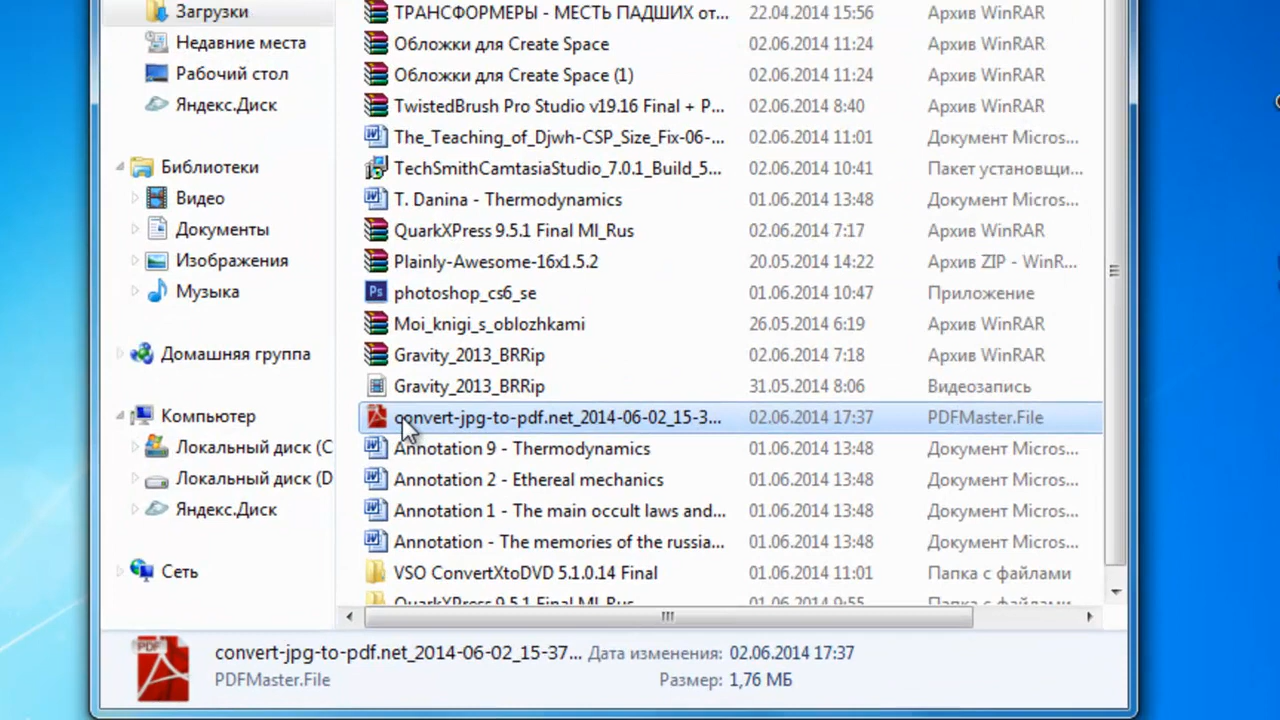 Загрузки
Недавние места
Рабочий стол
Яндекс.Диск
Библиотеки
Видео
Документы
Изображения
Музыка
Домашняя группа
Компьютер
Локальный диск (C
Локальный диск (D
Яндекс.Диск
Сеть
ТРАНСФОРМЕРЫ - МЕСТЬ ПАДШИХ от... 22.04.2014 15:56 Архив WinRAR
Обложки для Create Space 02.06.2014 11:24 Архив WinRAR
Обложки для Create Space (1) 02.06.2014 11:24 Архив WinRAR
TwistedBrush Pro Studio v19.16 Final + P... 02.06.2014 8:40 Архив WinRAR
The_Teaching_of_Djwh-CSP_Size_Fix-06-... 02.06.2014 11:01 Документ Micros...
TechSmithCamtasiaStudio_7.0.1_Build_5... 02.06.2014 10:41 Пакет установщи...
T. Danina - Thermodynamics 01.06.2014 13:48 Документ Micros...
QuarkXPress 9.5.1 Final Ml_Rus 02.06.2014 7:17 Архив WinRAR
Plainly-Awesome-16x1.5.2 20.05.2014 14:22 Архив ZIP - WinR...
photoshop_cs6_se 01.06.2014 10:47 Приложение
Moi_knigi_s_oblozhkami 26.05.2014 6:19 Архив WinRAR
Gravity_2013_BRRip 02.06.2014 7:18 Архив WinRAR
Gravity_2013_BRRip 31.05.2014 8:06 Видеозапись
convert-jpg-to-pdf.net_2014-06-02_15-3... 02.06.2014 17:37 PDFMaster.File
Annotation 9 - Thermodynamics 01.06.2014 13:48 Документ Micros...
Annotation 2 - Ethereal mechanics 01.06.2014 13:48 Документ Micros...
Annotation 1 - The main occult laws and... 01.06.2014 13:48 Документ Micros...
Annotation - The memories of the russia... 01.06.2014 13:48 Документ Micros...
VSO ConvertXtoDVD 5.1.0.14 Final 01.06.2014 11:01 Папка с файлами
QuarkXPress 9.5.1 Final Ml_Rus 01.06.2014 9:55 Папка с файлами
PDF
convert-jpg-to-pdf.net_2014-06-02_15-37... Дата изменения: 02.06.2014 17:37
PDFMaster.File Размер: 1,76 МБ